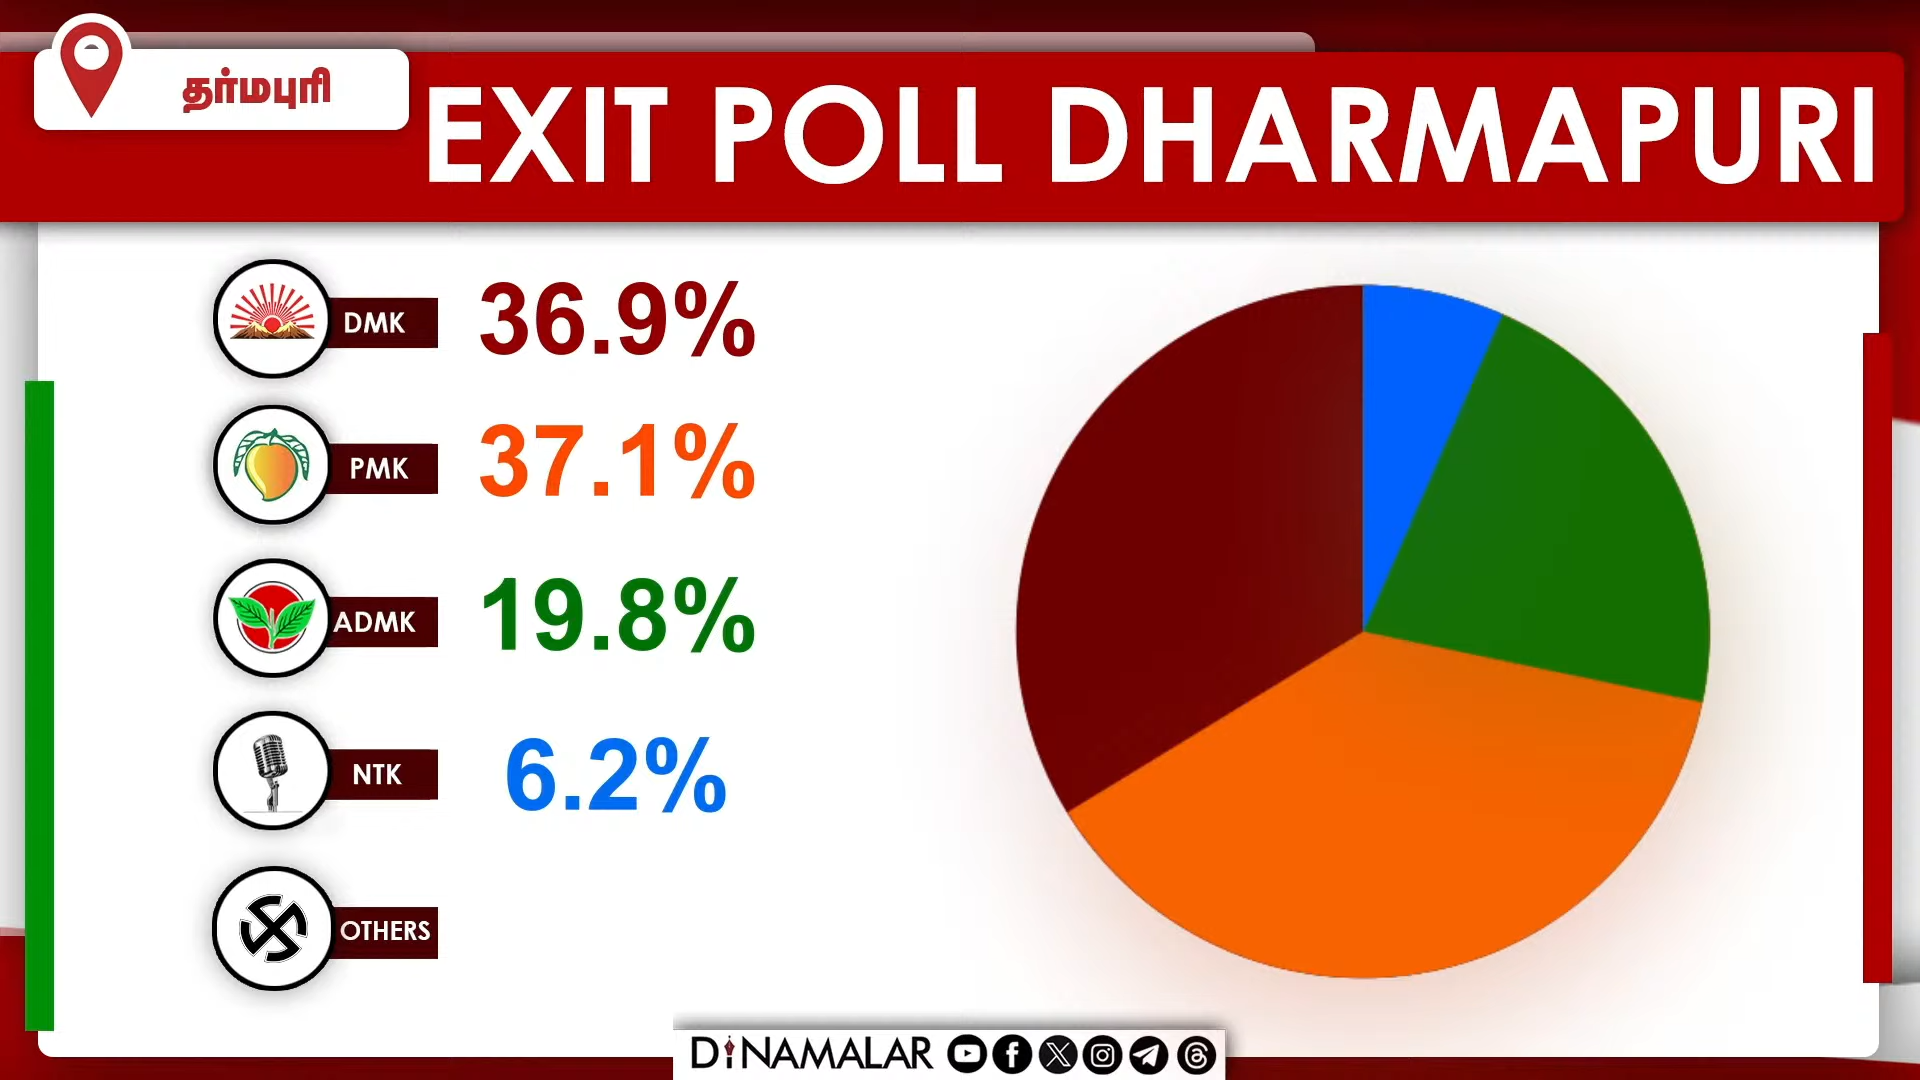 தர்மபுரி
EXIT POLL DHARMAPURI
DMK 36.9%
PMK 37.1%
ADMK 19.8%
NTK 6.2%
OTHERS
DINAMALAR